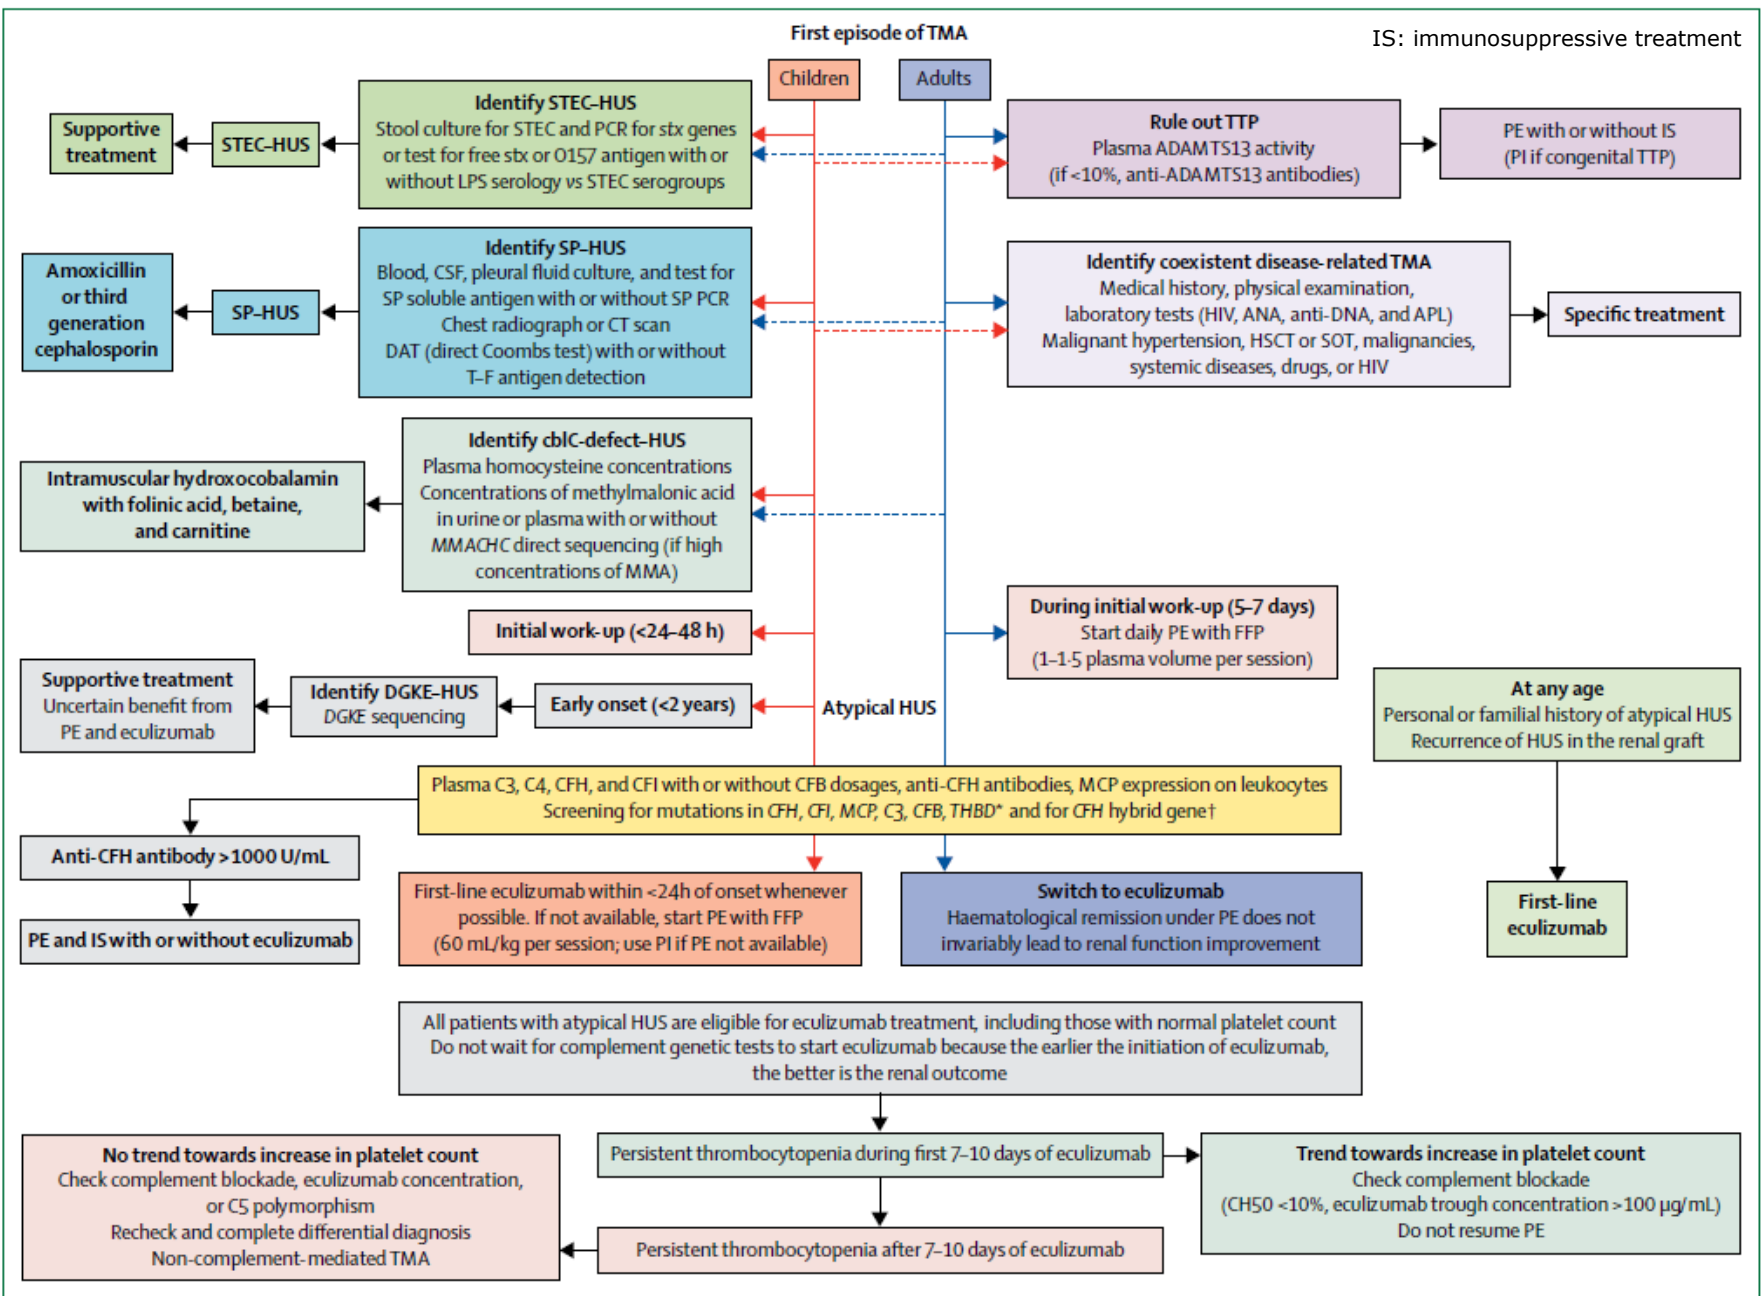 First episode of TMA
IS: immunosuppressive treatment
Children
Adults
Identify STEC–HUS
Stool culture for STEC and PCR for stx genes
or test for free stx or O157 antigen with or
without LPS serology vs STEC serogroups
STEC–HUS
Supportive
treatment
Rule out TTP
Plasma ADAMTS13 activity
(if <10%, anti-ADAMTS13 antibodies)
PE with or without IS
(PI if congenital TTP)
Identify SP–HUS
Blood, CSF, pleural fluid culture, and test for
SP soluble antigen with or without SP PCR
Chest radiograph or CT scan
DAT (direct Coombs test) with or without
T–F antigen detection
SP–HUS
Amoxicillin
or third
generation
cephalosporin
Identify coexistent disease-related TMA
Medical history, physical examination,
laboratory tests (HIV, ANA, anti-DNA, and APL)
Malignant hypertension, HSCT or SOT, malignancies,
systemic diseases, drugs, or HIV
Specific treatment
Identify cblC-defect–HUS
Plasma homocysteine concentrations
Concentrations of methylmalonic acid
in urine or plasma with or without
MMACHC direct sequencing (if high
concentrations of MMA)
Intramuscular hydroxocobalamin
with folinic acid, betaine,
and carnitine
Initial work-up (<24–48 h)
During initial work-up (5–7 days)
Start daily PE with FFP
(1–1·5 plasma volume per session)
Atypical HUS
Early onset (<2 years)
Identify DGKE–HUS
DGKE sequencing
Supportive treatment
Uncertain benefit from
PE and eculizumab
At any age
Personal or familial history of atypical HUS
Recurrence of HUS in the renal graft
First-line
eculizumab
Plasma C3, C4, CFH, and CFI with or without CFB dosages, anti-CFH antibodies, MCP expression on leukocytes
Screening for mutations in CFH, CFI, MCP, C3, CFB, THBD* and for CFH hybrid gene†
Anti-CFH antibody >1000 U/mL
PE and IS with or without eculizumab
First-line eculizumab within <24h of onset whenever
possible. If not available, start PE with FFP
(60 mL/kg per session; use PI if PE not available)
Switch to eculizumab
Haematological remission under PE does not
invariably lead to renal function improvement
All patients with atypical HUS are eligible for eculizumab treatment, including those with normal platelet count
Do not wait for complement genetic tests to start eculizumab because the earlier the initiation of eculizumab,
the better is the renal outcome
Persistent thrombocytopenia during first 7–10 days of eculizumab
Trend towards increase in platelet count
Check complement blockade
(CH50 <10%, eculizumab trough concentration >100 µg/mL)
Do not resume PE
Persistent thrombocytopenia after 7–10 days of eculizumab
No trend towards increase in platelet count
Check complement blockade, eculizumab concentration,
or C5 polymorphism
Recheck and complete differential diagnosis
Non-complement-mediated TMA